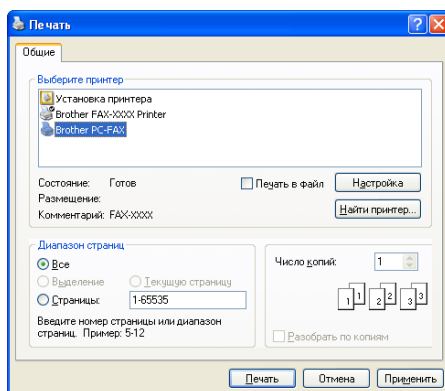 Печать
Общие
Выберите принтер
Установка принтера
Brother FAX-XXXX Printer
Brother PC-FAX
Состояние: Готов
Размещение:
Комментарий: FAX-XXXX
Печать в файл
Настройка
Найти принтер...
Диапазон страниц
Все
Выделение
Текущую страницу
Страницы: 1-65535
Введите номер страницы или диапазон
страниц. Пример: 5-12
Число копий: 1
1 1 2 2 3 3
Разобрать по копиям
Печать Отмена Применить